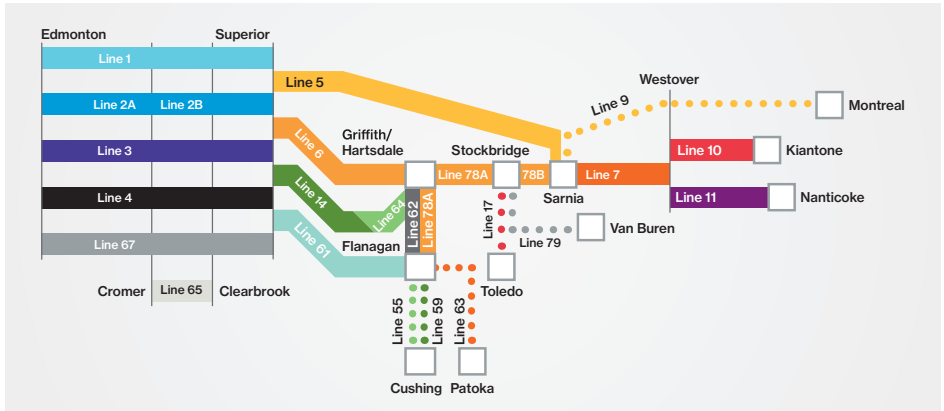 Edmonton
Superior
Line 1
Line 5
Westover
Line 2A
Line 2B
Line 9
Montreal
Line 6
Griffith/
Hartsdale
Stockbridge
Line 3
Line 10
Kiantone
Line 78A
78B
Line 7
Sarnia
Line 14
Line 64
Line 62
Line 78A
Line 4
Line 11
Nanticoke
Line 17
Van Buren
Line 67
Line 61
Flanagan
Line 79
Cromer
Line 65
Clearbrook
Toledo
Line 55
Line 59
Line 63
Cushing
Patoka